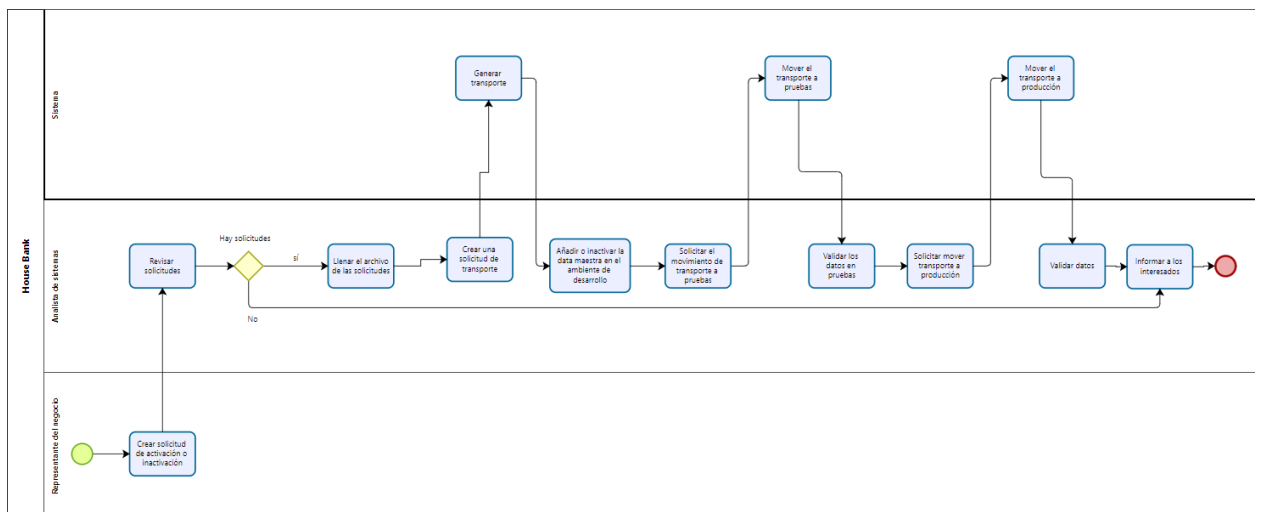 House Bank
Sistema
Generar
transporte
Mover el
transporte a
pruebas
Mover el
transporte a
producción
Analista de sistemas
Revisar
solicitudes
Hay solicitudes
sí
No
Llenar el archivo
de las solicitudes
Crear una
solicitud de
transporte
Añadir o inactivar la
data maestra en el
ambiente de
desarrollo
Solicitar el
movimiento de
transporte a
pruebas
Validar los
datos en
pruebas
Solicitar mover
transporte a
producción
Validar datos
Informar a los
interesados
Representante del negocio
Crear solicitud
de activación o
inactivación